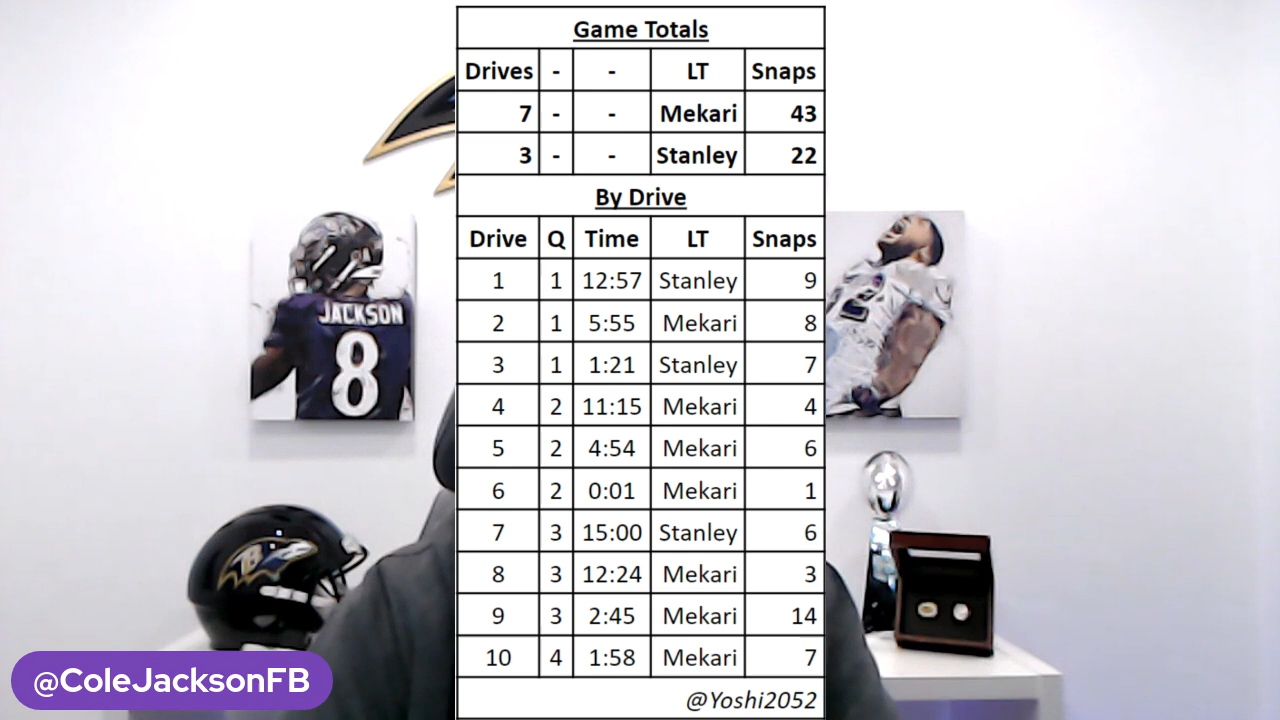 Game Totals
Drives - - LT Snaps
7 - - Mekari 43
3 - - Stanley 22
By Drive
Drive Q Time LT Snaps
1 1 12:57 Stanley 9
2 1 5:55 Mekari 8
3 1 1:21 Stanley 7
4 2 11:15 Mekari 4
5 2 4:54 Mekari 6
6 2 0:01 Mekari 1
7 3 15:00 Stanley 6
8 3 12:24 Mekari 3
9 3 2:45 Mekari 14
10 4 1:58 Mekari 7
@Yoshi2052
JACKSON
8
2
B
@ColeJacksonFB